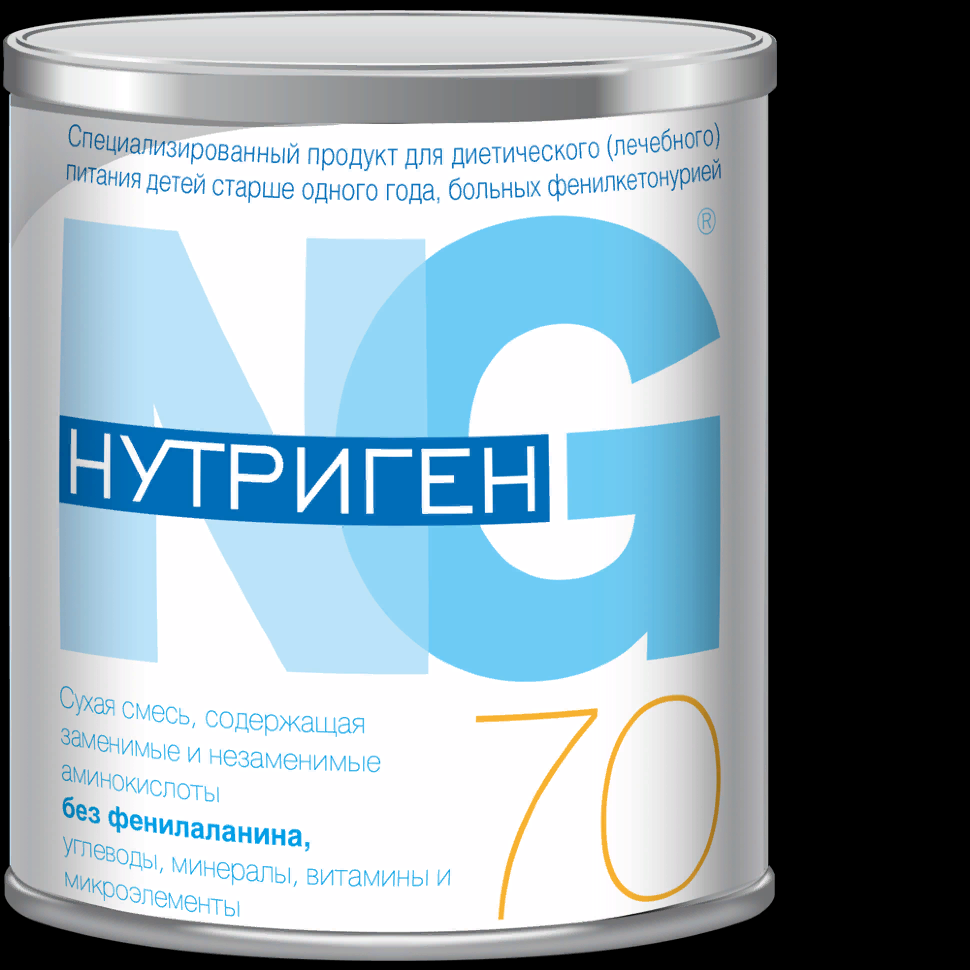 Специализированный продукт для диетического (лечебного)
питания детей старше одного года, больных фенилкетонурией
NG®
НУТРИГЕН
70
Сухая смесь, содержащая
заменимые и незаменимые
аминокислоты
без фенилаланина,
углеводы, минералы, витамины и
микроэлементы